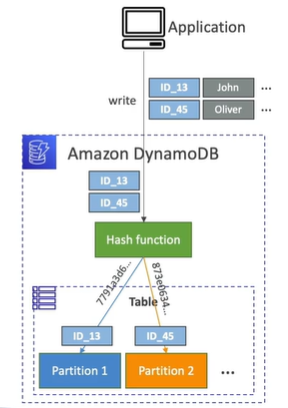 Application
write
ID_13 John ...
ID_45 Oliver ...
Amazon DynamoDB
ID_13
ID_45
Hash function
7791a3d6...
873e0634...
Table
ID_13 ID_45
Partition 1 Partition 2 ...